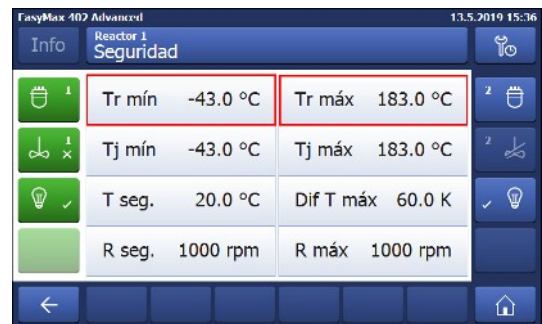 EasyMax 402 Advanced 13.5.2019 15:36
Info
Reactor 1
Seguridad
1 Tr mín -43.0 °C Tr máx 183.0 °C 2
1 Tj mín -43.0 °C Tj máx 183.0 °C 2
T seg. 20.0 °C Dif T máx 60.0 K
R seg. 1000 rpm R máx 1000 rpm